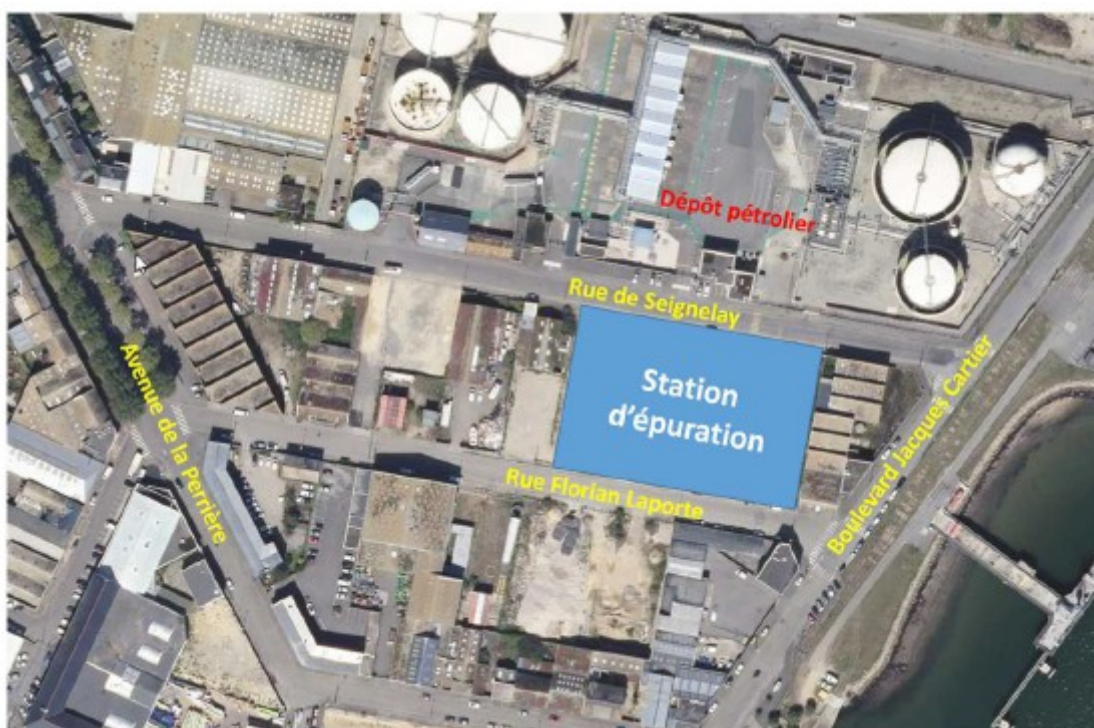 Dépôt pétrolier
Rue de Seignelay
Station
d'épuration
Avenue de la Perrière
Rue Florian Laporte
Boulevard Jacques Cartier